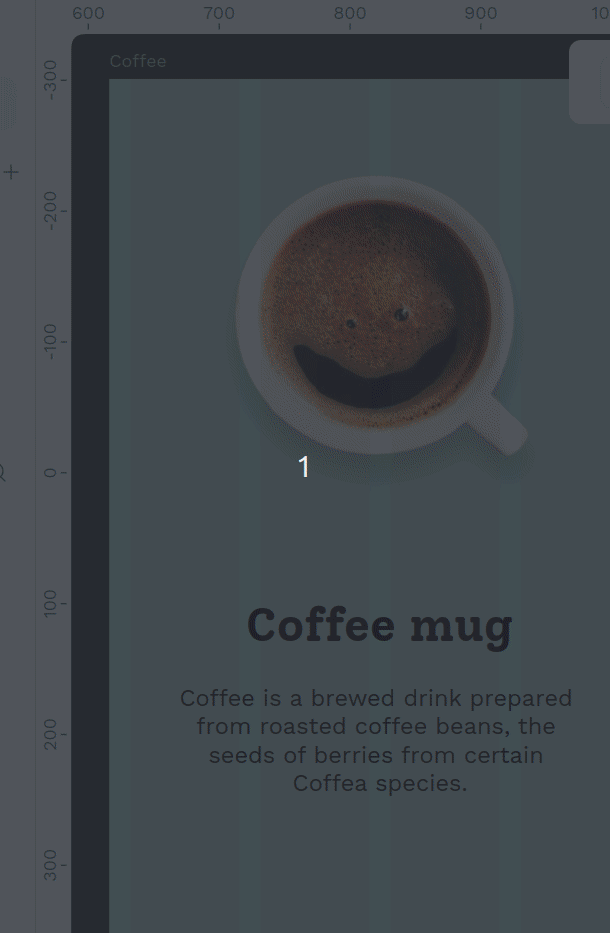 600 700 800 900
Coffee
-300
-200
-100
0
100
200
300
1
Coffee mug
Coffee is a brewed drink prepared
from roasted coffee beans, the
seeds of berries from certain
Coffea species.